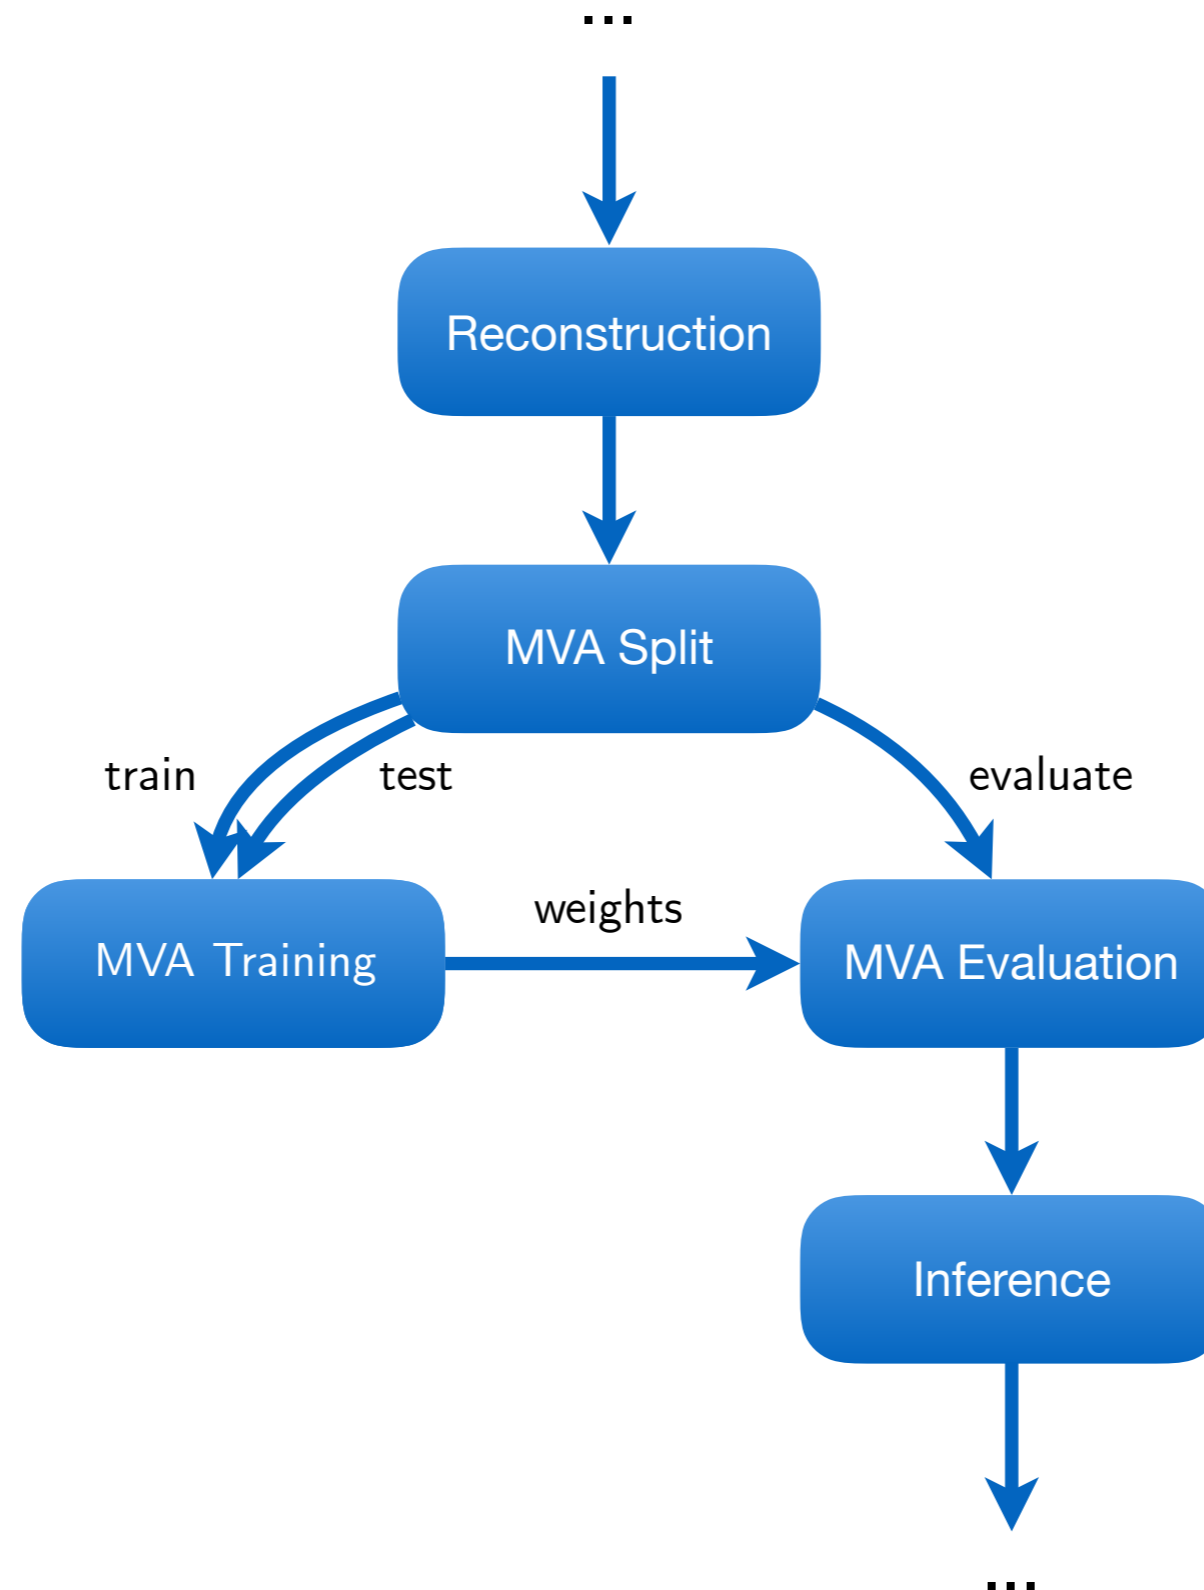 ...
Reconstruction
MVA Split
train
test
evaluate
weights
MVA Training
MVA Evaluation
Inference
...